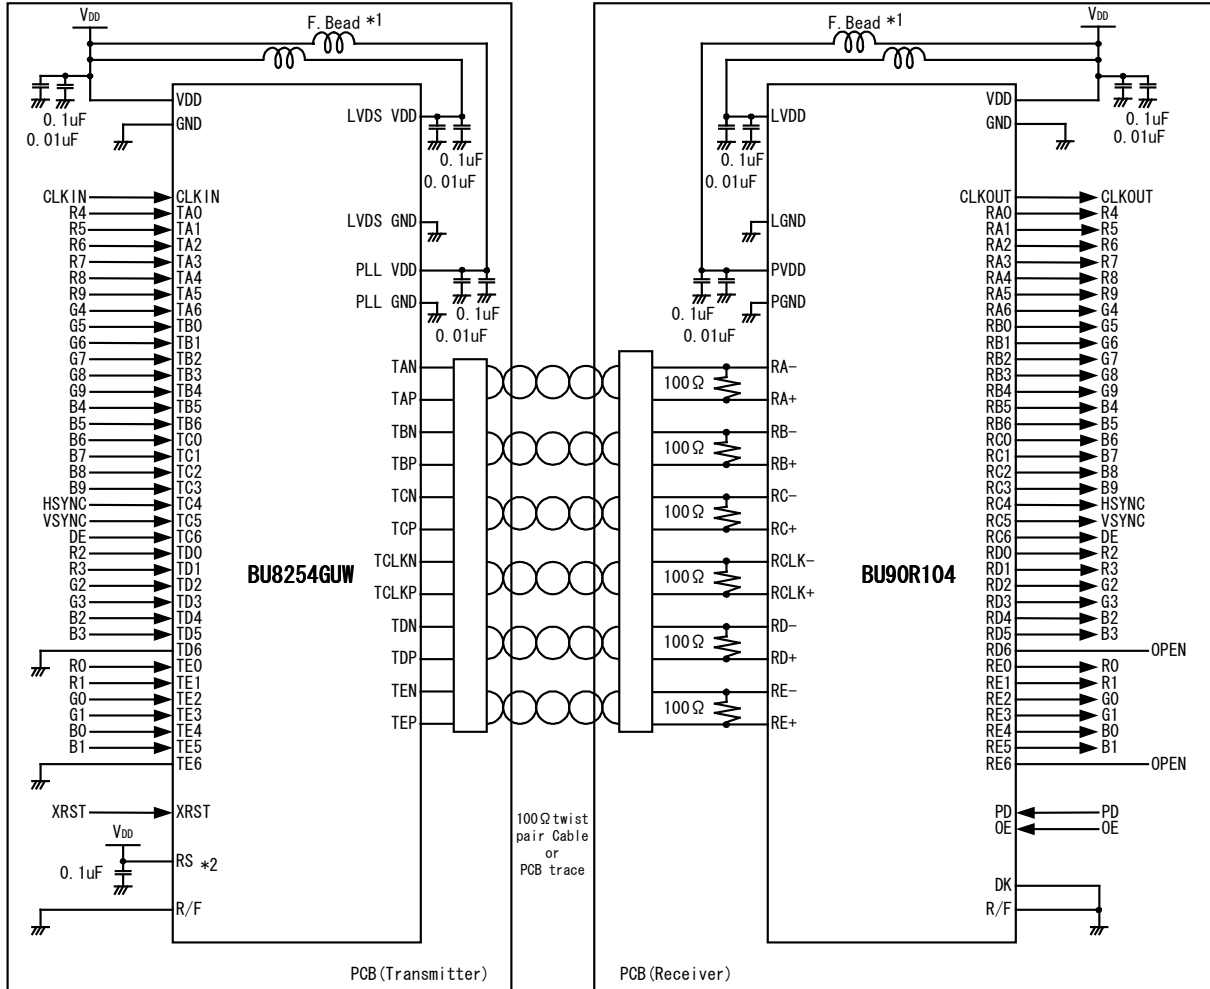 VDD
F.Bead *1
VDD
0.1uF
0.01uF
GND
LVDS VDD
0.1uF
0.01uF
LVDS GND
PLL VDD
0.1uF
0.01uF
PLL GND
CLKIN CLKIN
R4 TA0
R5 TA1
R6 TA2
R7 TA3
R8 TA4
R9 TA5
G4 TA6
G5 TB0
G6 TB1
G7 TB2
G8 TB3
G9 TB4
B4 TB5
B5 TB6
B6 TC0
B7 TC1
B8 TC2
B9 TC3
HSYNC TC4
VSYNC TC5
DE TC6
R2 TD0
R3 TD1
G2 TD2
G3 TD3
B2 TD4
B3 TD5
TD6
R0 TE0
R1 TE1
G0 TE2
G1 TE3
B0 TE4
B1 TE5
TE6
XRST XRST
VDD
RS *2
0.1uF
R/F
BU8254GUW
TAN
TAP
TBN
TBP
TCN
TCP
TCLKN
TCLKP
TDN
TDP
TEN
TEP
PCB(Transmitter)
100Ωtwist
pair Cable
or
PCB trace
F.Bead *1
VDD
VDD
0.1uF
0.01uF
GND
LVDD
0.1uF
0.01uF
LGND
PVDD
0.1uF
0.01uF
PGND
100Ω
RA-
RA+
100Ω
RB-
RB+
100Ω
RC-
RC+
100Ω
RCLK-
RCLK+
100Ω
RD-
RD+
100Ω
RE-
RE+
BU90R104
CLKOUT CLKOUT
RA0 R4
RA1 R5
RA2 R6
RA3 R7
RA4 R8
RA5 R9
RA6 G4
RB0 G5
RB1 G6
RB2 G7
RB3 G8
RB4 G9
RB5 B4
RB6 B5
RC0 B6
RC1 B7
RC2 B8
RC3 B9
RC4 HSYNC
RC5 VSYNC
RC6 DE
RD0 R2
RD1 R3
RD2 G2
RD3 G3
RD4 B2
RD5 B3
RD6 OPEN
RE0 R0
RE1 R1
RE2 G0
RE3 G1
RE4 B0
RE5 B1
RE6 OPEN
PD PD
OE OE
DK
R/F
PCB(Receiver)